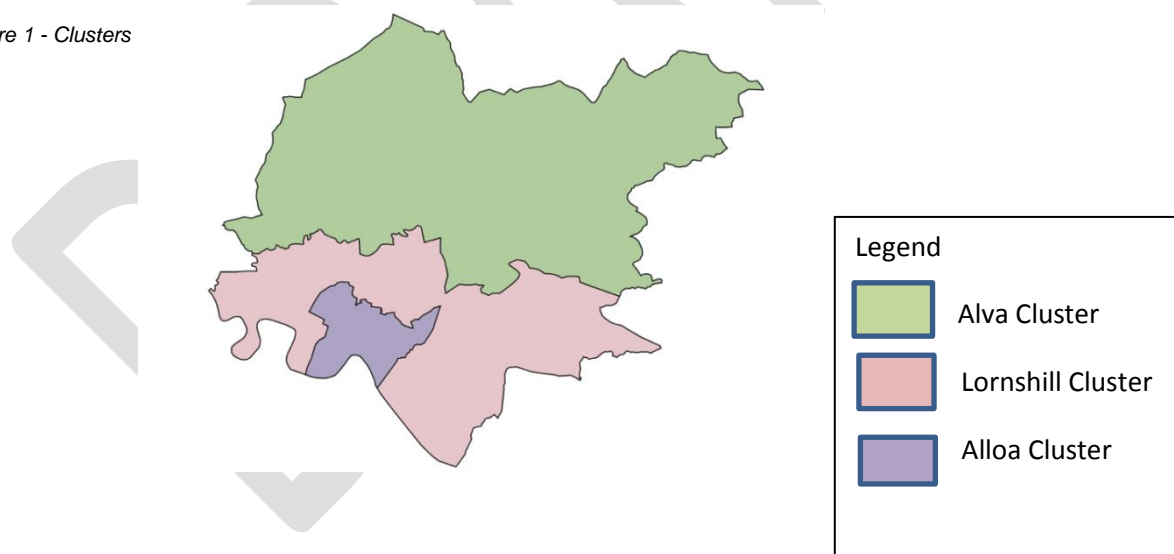 re 1 - Clusters
Legend
Alva Cluster
Lornshill Cluster
Alloa Cluster